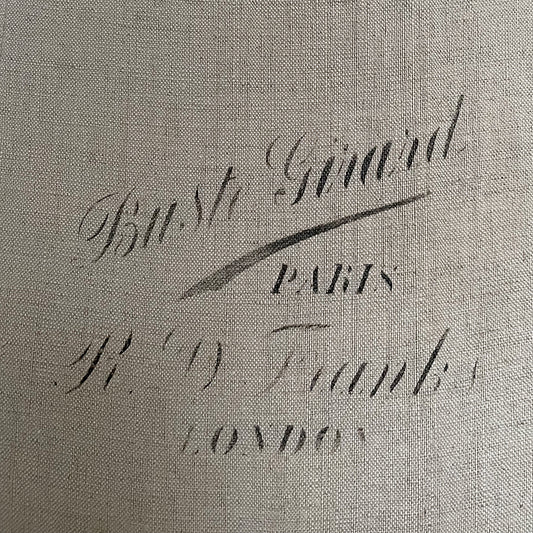 Buste Girard
PARIS
R. D. Franks
LONDON